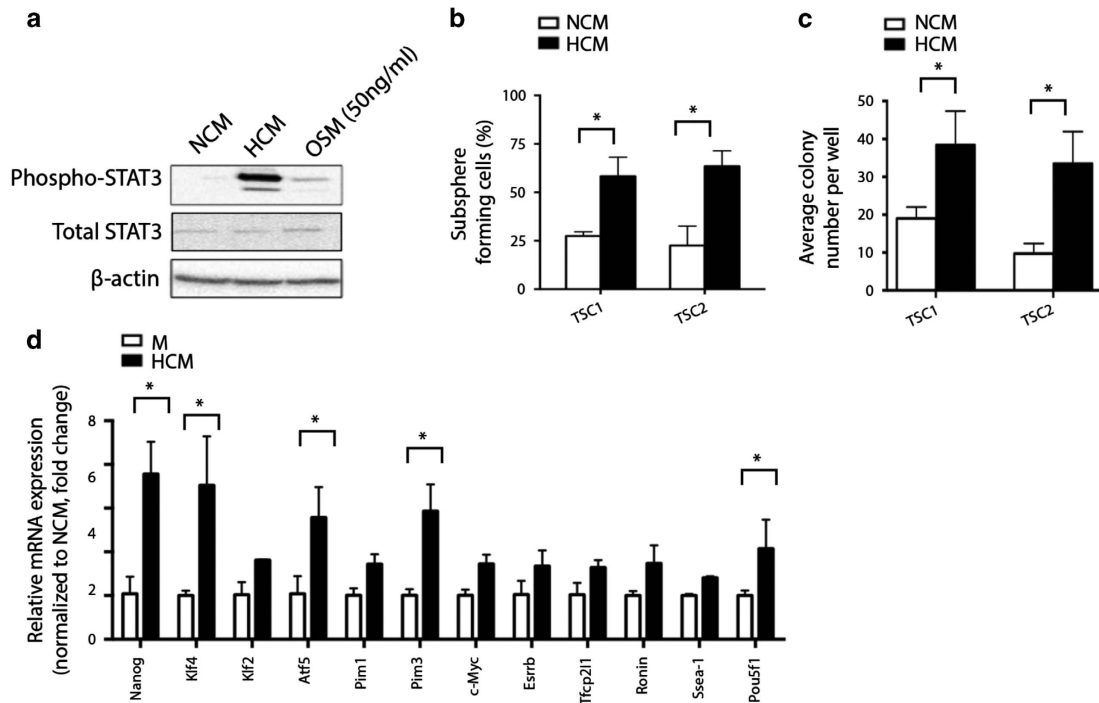 a
NCM
HCM
OSM (50ng/ml)
Phospho-STAT3
Total STAT3
β-actin
b
NCM
HCM
Subsphere
forming cells (%)
100
75
50
25
0
*
*
TSC1
TSC2
c
NCM
HCM
Average colony
number per well
50
40
30
20
10
0
*
*
TSC1
TSC2
d
M
HCM
Relative mRNA expression
(normalized to NCM, fold change)
8
6
4
2
0
*
*
*
*
*
Nanog
Klf4
Klf2
Atf5
Pim1
Pim3
c-Myc
Esrrb
Tfcp2l1
Ronin
Ssea-1
Pou5f1